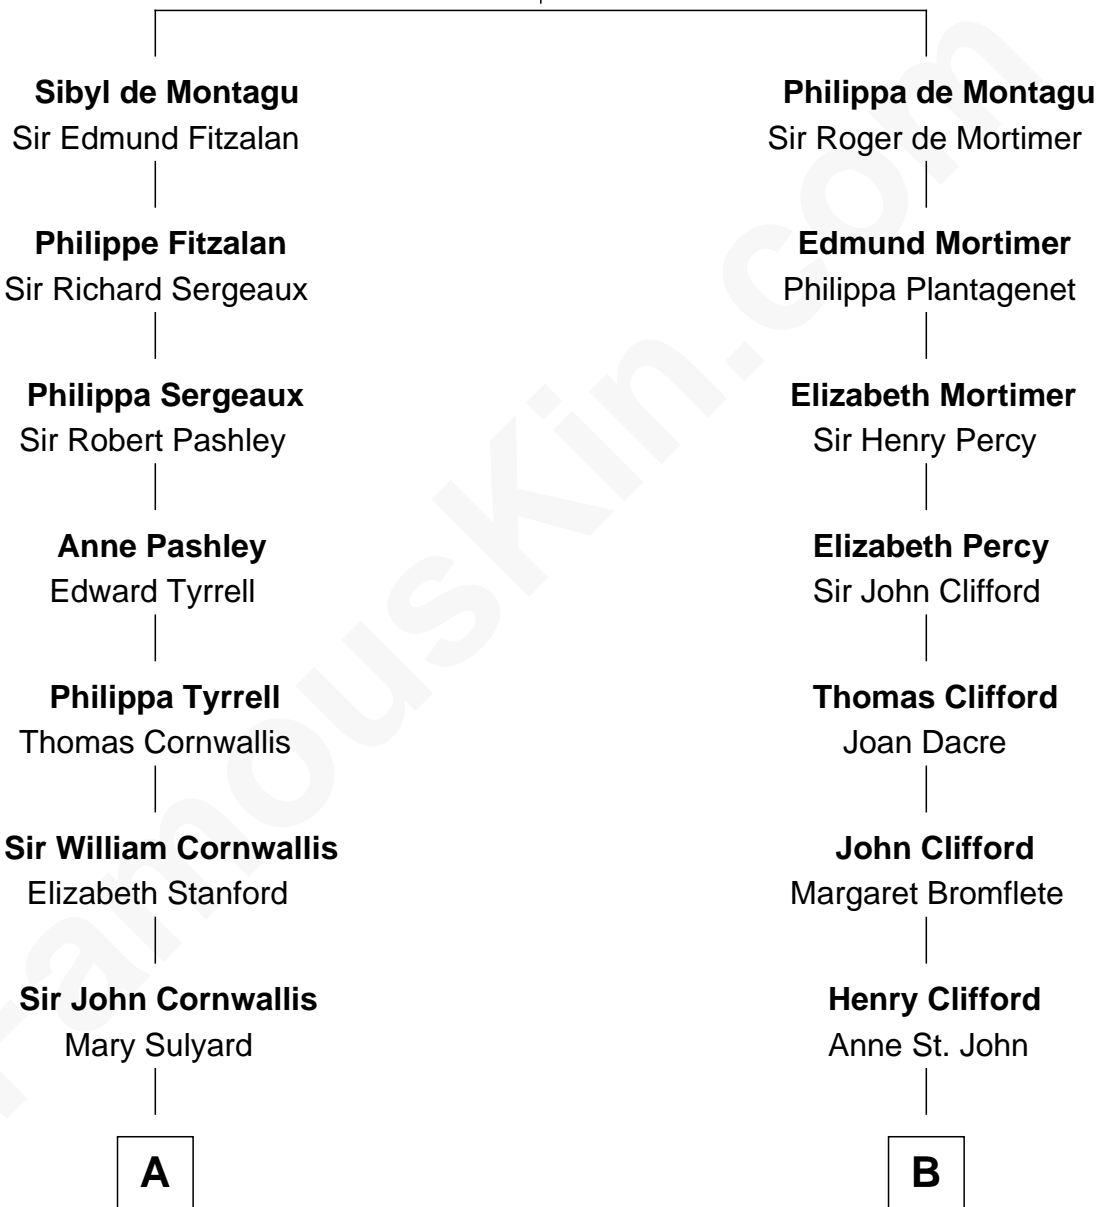 Sibyl de Montagu
Sir Edmund Fitzalan
Philippe Fitzalan
Sir Richard Sergeaux
Philippa Sergeaux
Sir Robert Pashley
Anne Pashley
Edward Tyrrell
Philippa Tyrrell
Thomas Cornwallis
Sir William Cornwallis
Elizabeth Stanford
Sir John Cornwallis
Mary Sulyard
A
Philippa de Montagu
Sir Roger de Mortimer
Edmund Mortimer
Philippa Plantagenet
Elizabeth Mortimer
Sir Henry Percy
Elizabeth Percy
Sir John Clifford
Thomas Clifford
Joan Dacre
John Clifford
Margaret Bromflete
Henry Clifford
Anne St. John
B
FamousKin.com